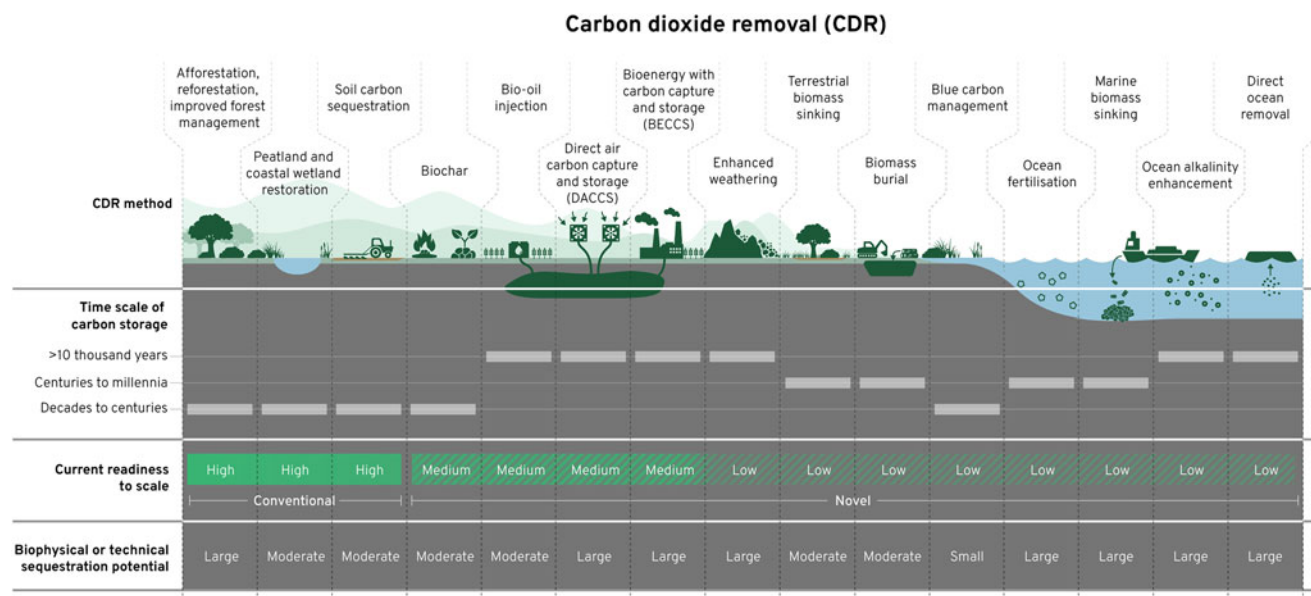 Carbon dioxide removal (CDR)
Afforestation,
reforestation,
improved forest
management
Soil carbon
sequestration
Bio-oil
injection
Bioenergy with
carbon capture
and storage
(BECCS)
Terrestrial
biomass
sinking
Blue carbon
management
Marine
biomass
sinking
Direct
ocean
removal
CDR method
Peatland and
coastal wetland
restoration
Biochar
Direct air
carbon capture
and storage
(DACCS)
Enhanced
weathering
Biomass
burial
Ocean
fertilisation
Ocean alkalinity
enhancement
Time scale of
carbon storage
>10 thousand years
Centuries to millennia
Decades to centuries
Current readiness
to scale
High High High Medium Medium Medium Medium Low Low Low Low Low Low Low Low
Conventional Novel
Biophysical or technical
sequestration potential
Large Moderate Moderate Moderate Moderate Large Large Large Moderate Moderate Small Large Large Large Large